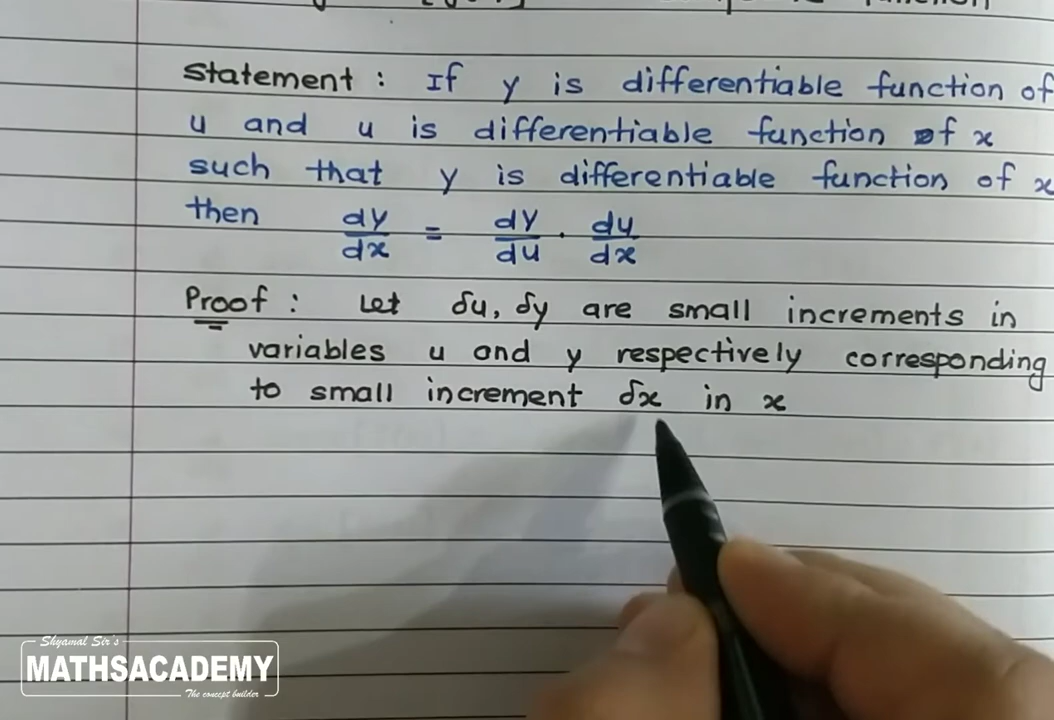 function
Statement : If y is differentiable function of
u and u is differentiable function of x
such that y is differentiable function of x
then dy/dx = dy/du . du/dx
Proof : Let δu, δy are small increments in
variables u and y respectively corresponding
to small increment δx in x
Shyamal Sir's
MATHSACADEMY
The concept builder